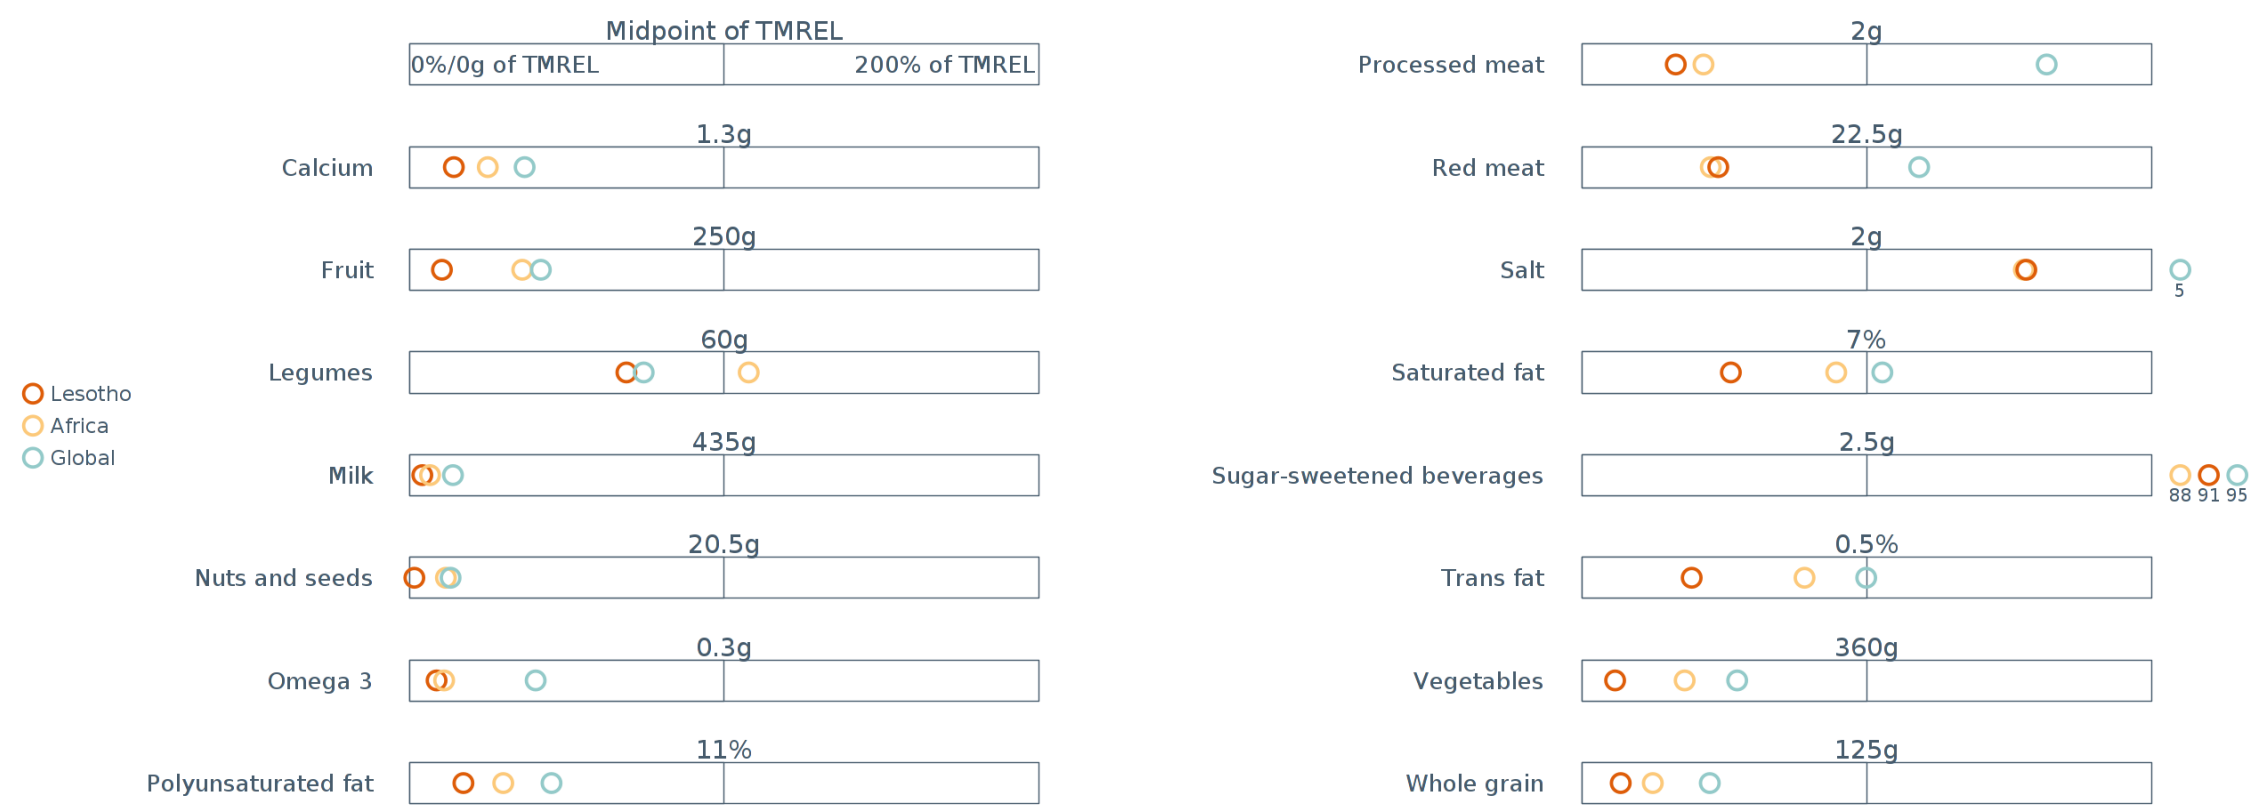 Midpoint of TMREL
0%/0g of TMREL 200% of TMREL
1.3g
Calcium
250g
Fruit
60g
Legumes
435g
Milk
20.5g
Nuts and seeds
0.3g
Omega 3
11%
Polyunsaturated fat
Lesotho
Africa
Global
2g
Processed meat
22.5g
Red meat
2g
Salt
5
7%
Saturated fat
2.5g
Sugar-sweetened beverages
88 91 95
0.5%
Trans fat
360g
Vegetables
125g
Whole grain